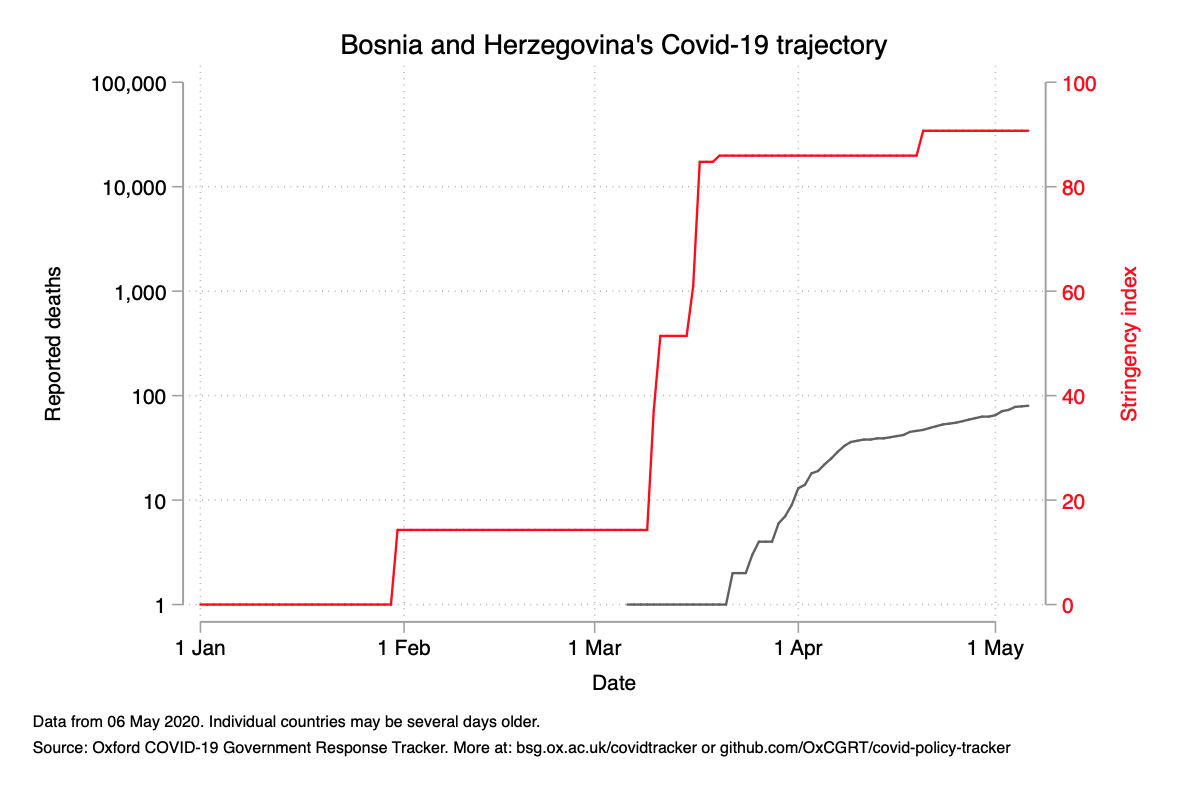 Bosnia and Herzegovina's Covid-19 trajectory
100,000
10,000
1,000
100
10
1
Reported deaths
100
80
60
40
20
0
Stringency index
1 Jan
1 Feb
1 Mar
1 Apr
1 May
Date
Data from 06 May 2020. Individual countries may be several days older.
Source: Oxford COVID-19 Government Response Tracker. More at: bsg.ox.ac.uk/covidtracker or github.com/OxCGRT/covid-policy-tracker